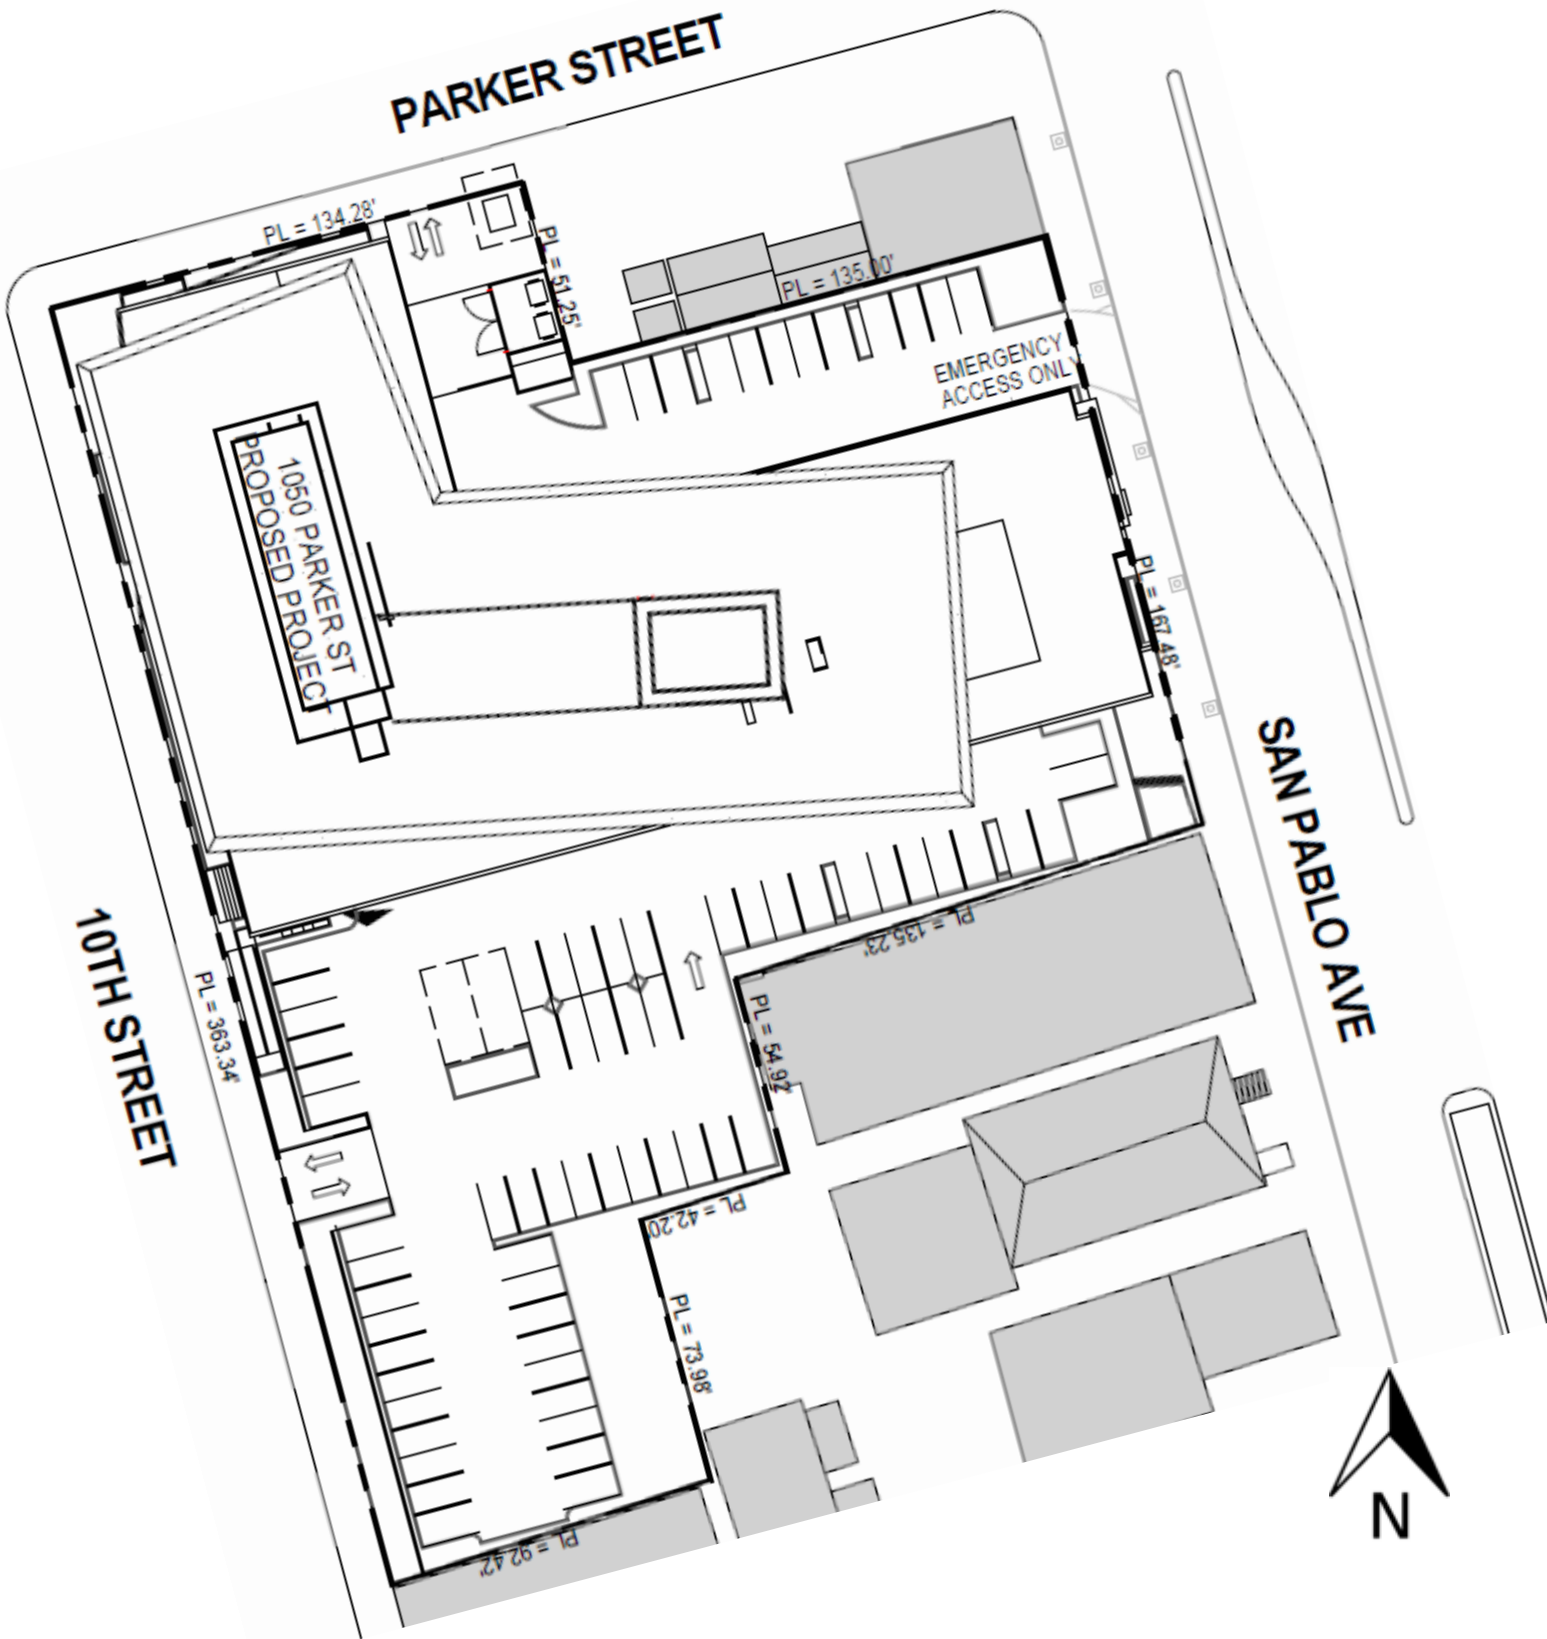 PARKER STREET
PL = 134.28'
PL = 51.25'
PL = 135.00'
EMERGENCY
ACCESS ONLY
1050 PARKER ST
PROPOSED PROJECT
PL = 167.48'
SAN PABLO AVE
PL = 135.23'
10TH STREET
PL = 363.34'
PL = 54.92'
PL = 42.20'
PL = 73.98'
PL = 92.42'
N